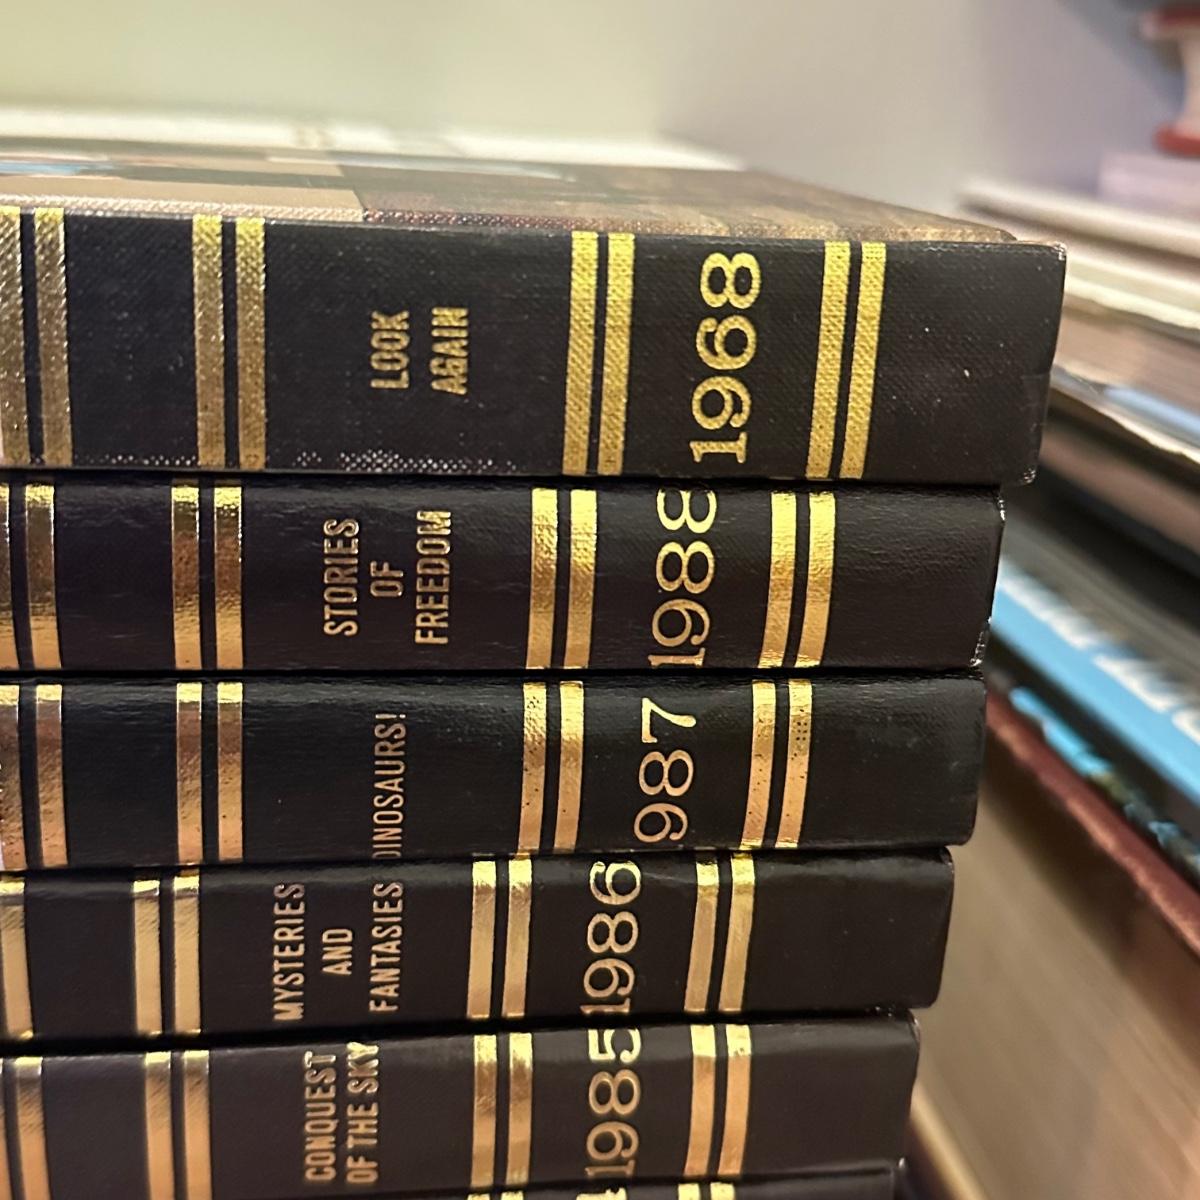 LOOK
AGAIN
1968
STORIES
OF
FREEDOM
1988
DINOSAURS!
987
MYSTERIES
AND
FANTASIES
1986
CONQUEST
OF THE SKY
1985